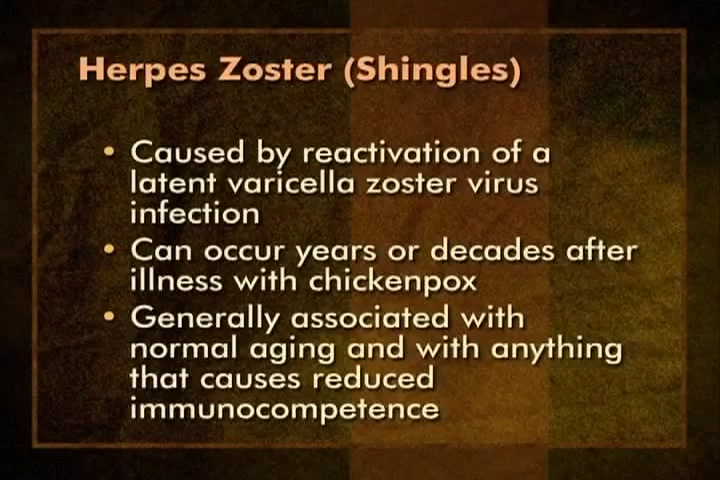 Herpes Zoster (Shingles)
• Caused by reactivation of a
latent varicella zoster virus
infection
• Can occur years or decades after
illness with chickenpox
• Generally associated with
normal aging and with anything
that causes reduced
immunocompetence